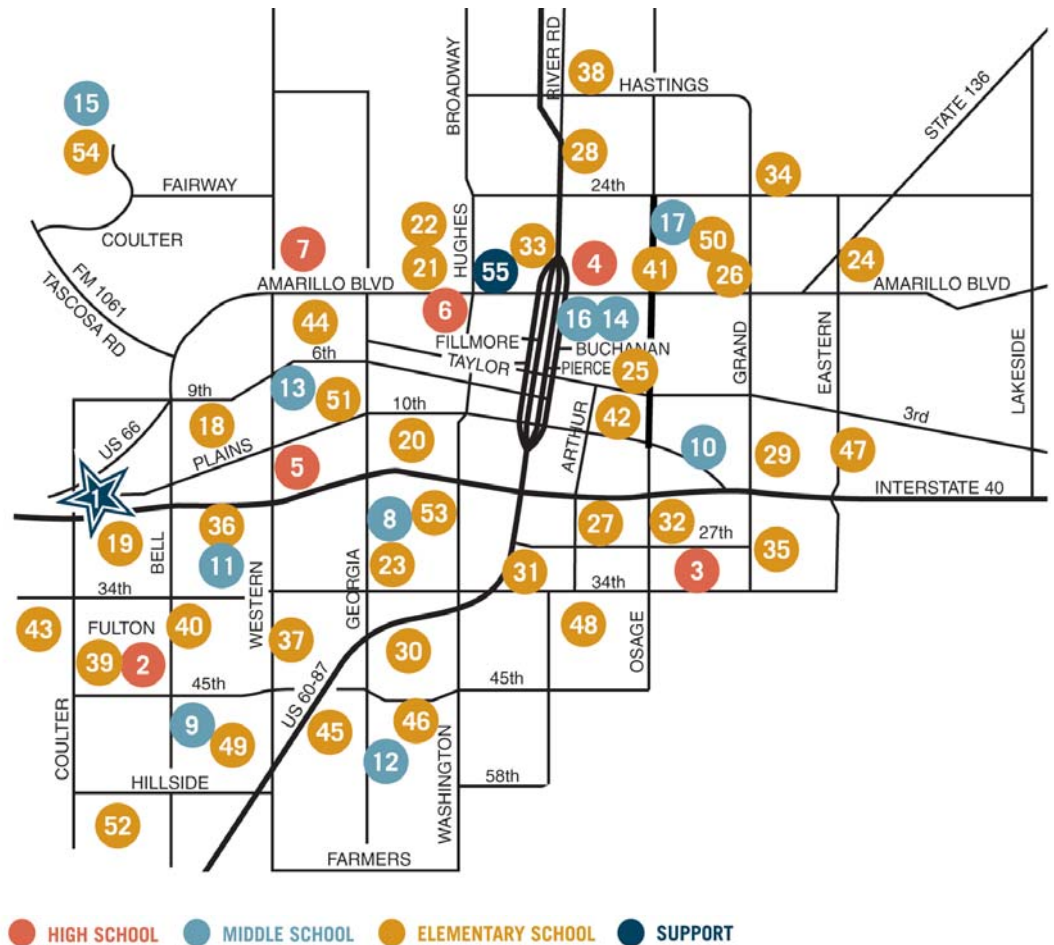 BROADWAY
RIVER RD
38
HASTINGS
15
STATE 136
54
28
34
FAIRWAY
24th
22
17
COULTER
7
HUGHES
33
50
21
55
4
41
26
24
FM 1061
TASCOSA RD
AMARILLO BLVD
AMARILLO BLVD
6
44
16
14
FILLMORE
BUCHANAN
6th
TAYLOR
PIERCE
25
GRAND
EASTERN
LAKESIDE
9th
13
51
10th
42
3rd
US 66
18
PLAINS
20
ARTHUR
10
29
47
5
1
INTERSTATE 40
19
BELL
36
8
53
27
32
27th
35
11
WESTERN
GEORGIA
23
31
34th
3
34th
43
FULTON
40
37
30
48
OSAGE
39
2
45th
US 60-87
45th
COULTER
9
49
45
46
12
WASHINGTON
HILLSIDE
58th
52
FARMERS
HIGH SCHOOL
MIDDLE SCHOOL
ELEMENTARY SCHOOL
SUPPORT